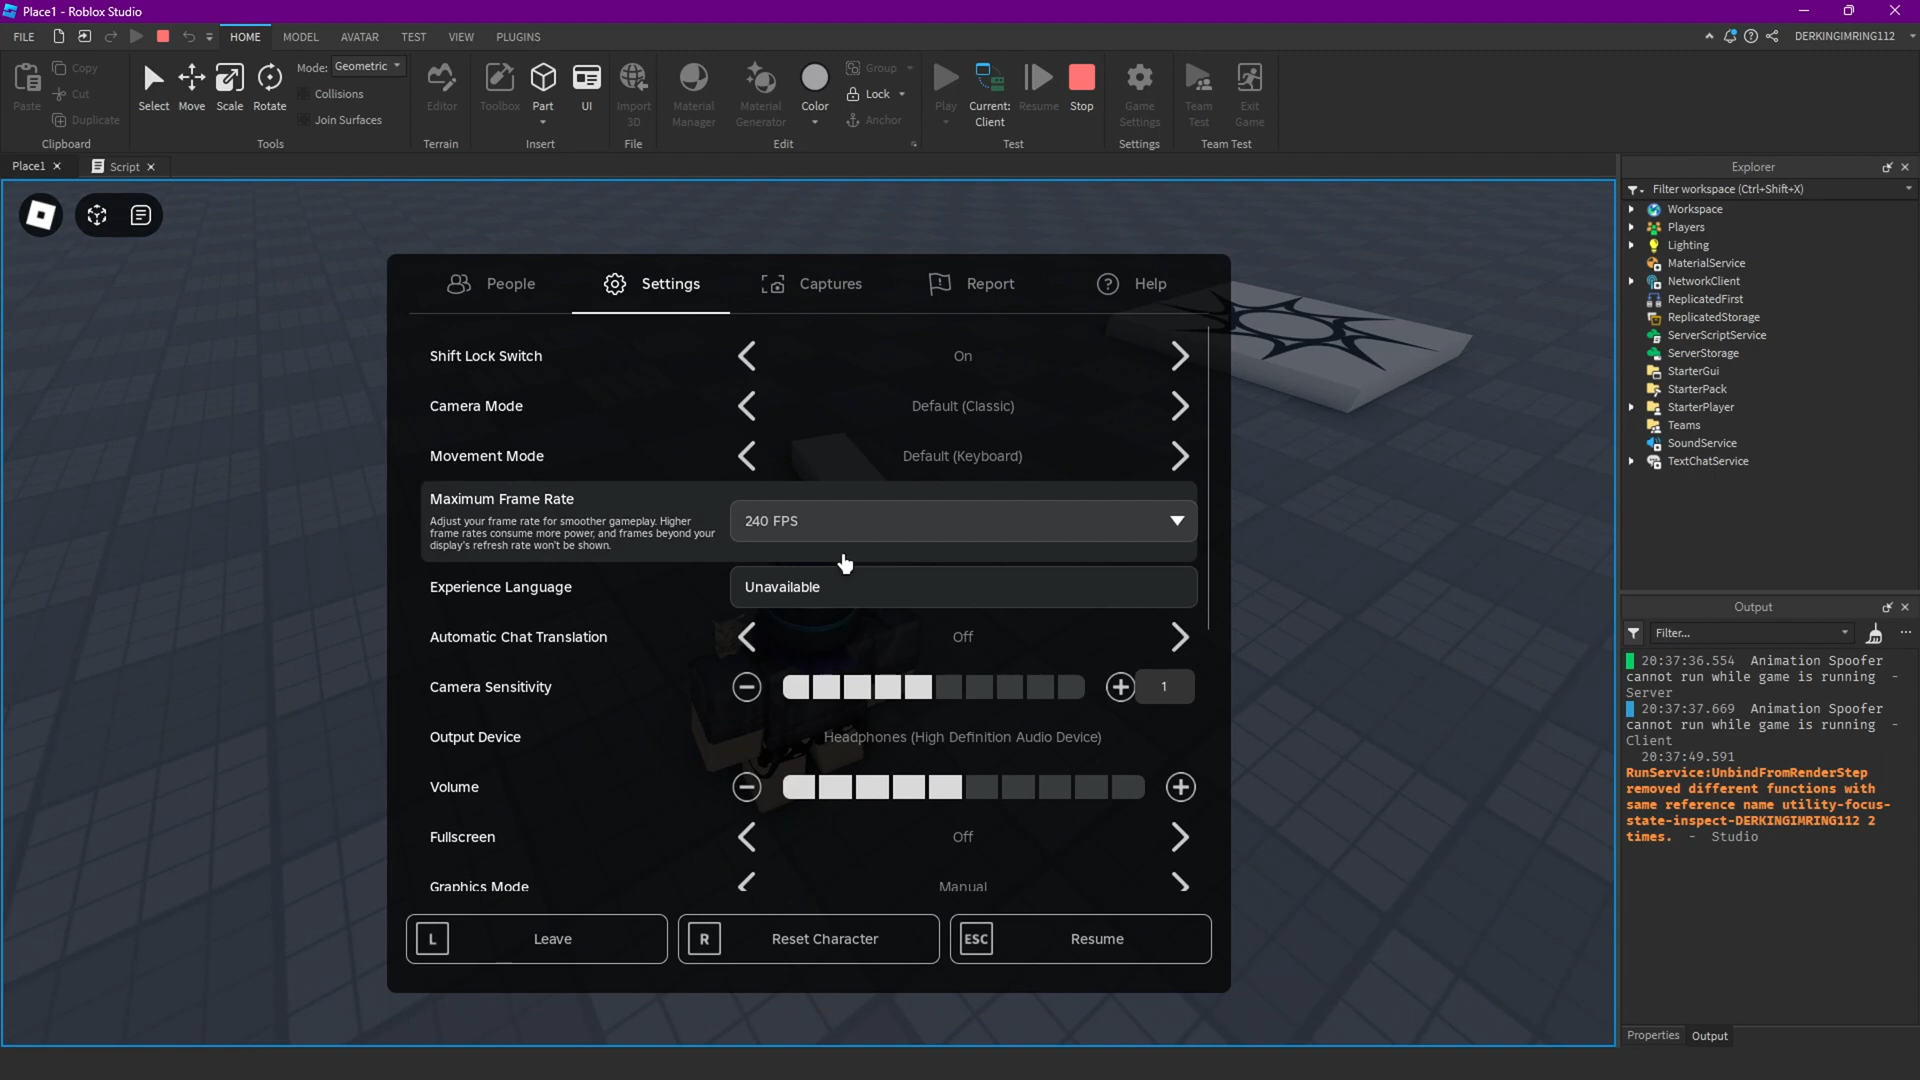 Place1 - Roblox Studio
FILE
HOME
MODEL
AVATAR
TEST
VIEW
PLUGINS
DERKINGIMRING112
Paste
Copy
Cut
Duplicate
Clipboard
Select
Move
Scale
Rotate
Mode: Geometric
Collisions
Join Surfaces
Tools
Editor
Terrain
Toolbox
Part
UI
Insert
Import
3D
File
Material
Manager
Material
Generator
Color
Group
Lock
Anchor
Edit
Play
Current:
Client
Resume
Stop
Test
Game
Settings
Settings
Team
Test
Exit
Game
Team Test
Place1
Script
People
Settings
Captures
Report
Help
Shift Lock Switch
On
Camera Mode
Default (Classic)
Movement Mode
Default (Keyboard)
Maximum Frame Rate
Adjust your frame rate for smoother gameplay. Higher
frame rates consume more power, and frames beyond your
display's refresh rate won't be shown.
240 FPS
Experience Language
Unavailable
Automatic Chat Translation
Off
Camera Sensitivity
1
Output Device
Headphones (High Definition Audio Device)
Volume
Fullscreen
Off
Graphics Mode
Manual
L
Leave
R
Reset Character
ESC
Resume
Explorer
Filter workspace (Ctrl+Shift+X)
Workspace
Players
Lighting
MaterialService
NetworkClient
ReplicatedFirst
ReplicatedStorage
ServerScriptService
ServerStorage
StarterGui
StarterPack
StarterPlayer
Teams
SoundService
TextChatService
Output
Filter...
20:37:36.554 Animation Spoofer
cannot run while game is running -
Server
20:37:37.669 Animation Spoofer
cannot run while game is running -
Client
20:37:49.591
RunService:UnbindFromRenderStep
removed different functions with
same reference name utility-focus-
state-inspect-DERKINGIMRING112 2
times. - Studio
Properties
Output